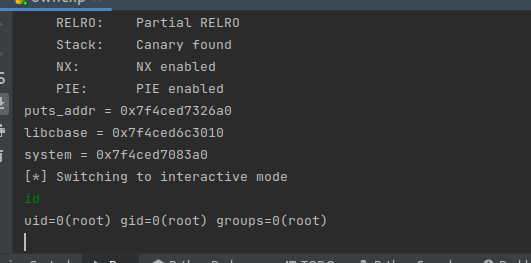 RELRO:    Partial RELRO
Stack:    Canary found
NX:       NX enabled
PIE:      PIE enabled
puts_addr = 0x7f4ced7326a0
libcbase = 0x7f4ced6c3010
system = 0x7f4ced7083a0
[*] Switching to interactive mode
id
uid=0(root) gid=0(root) groups=0(root)